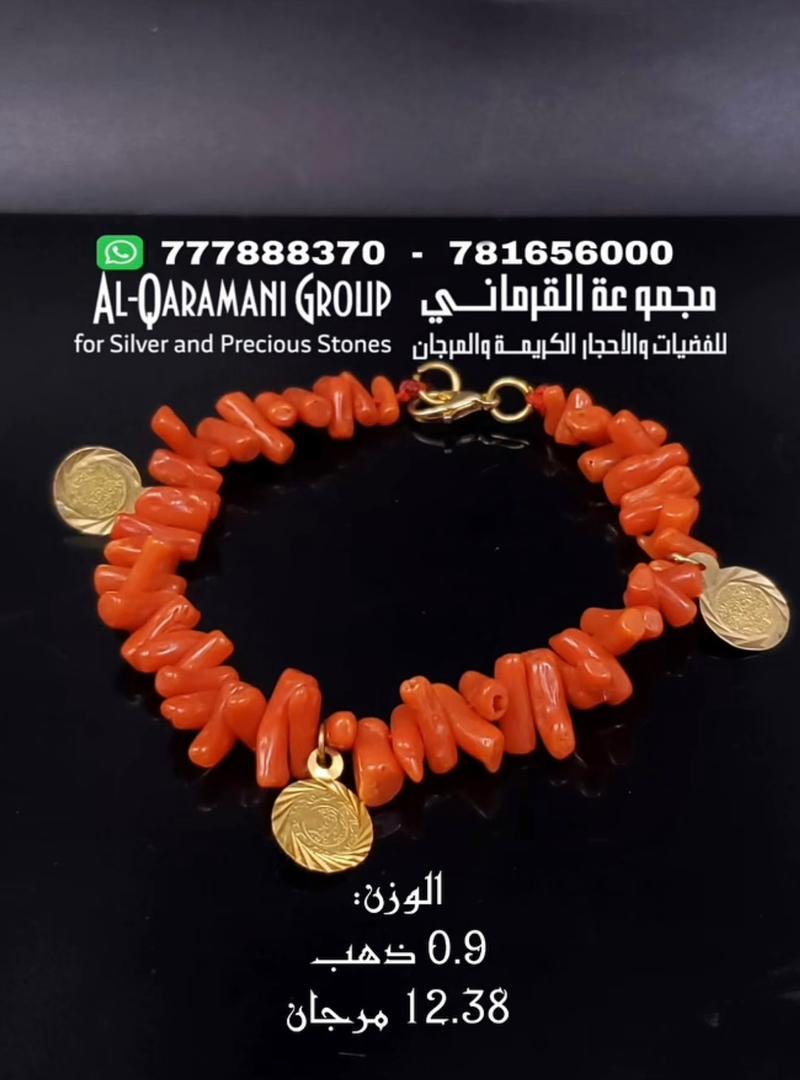 777888370 - 781656000
AL-QARAMANI GROUP مجموعة القرماني
for Silver and Precious Stones للفضيات والأحجار الكريمة والمرجان
الوزن:
0.9 ذهب
12.38 مرجان